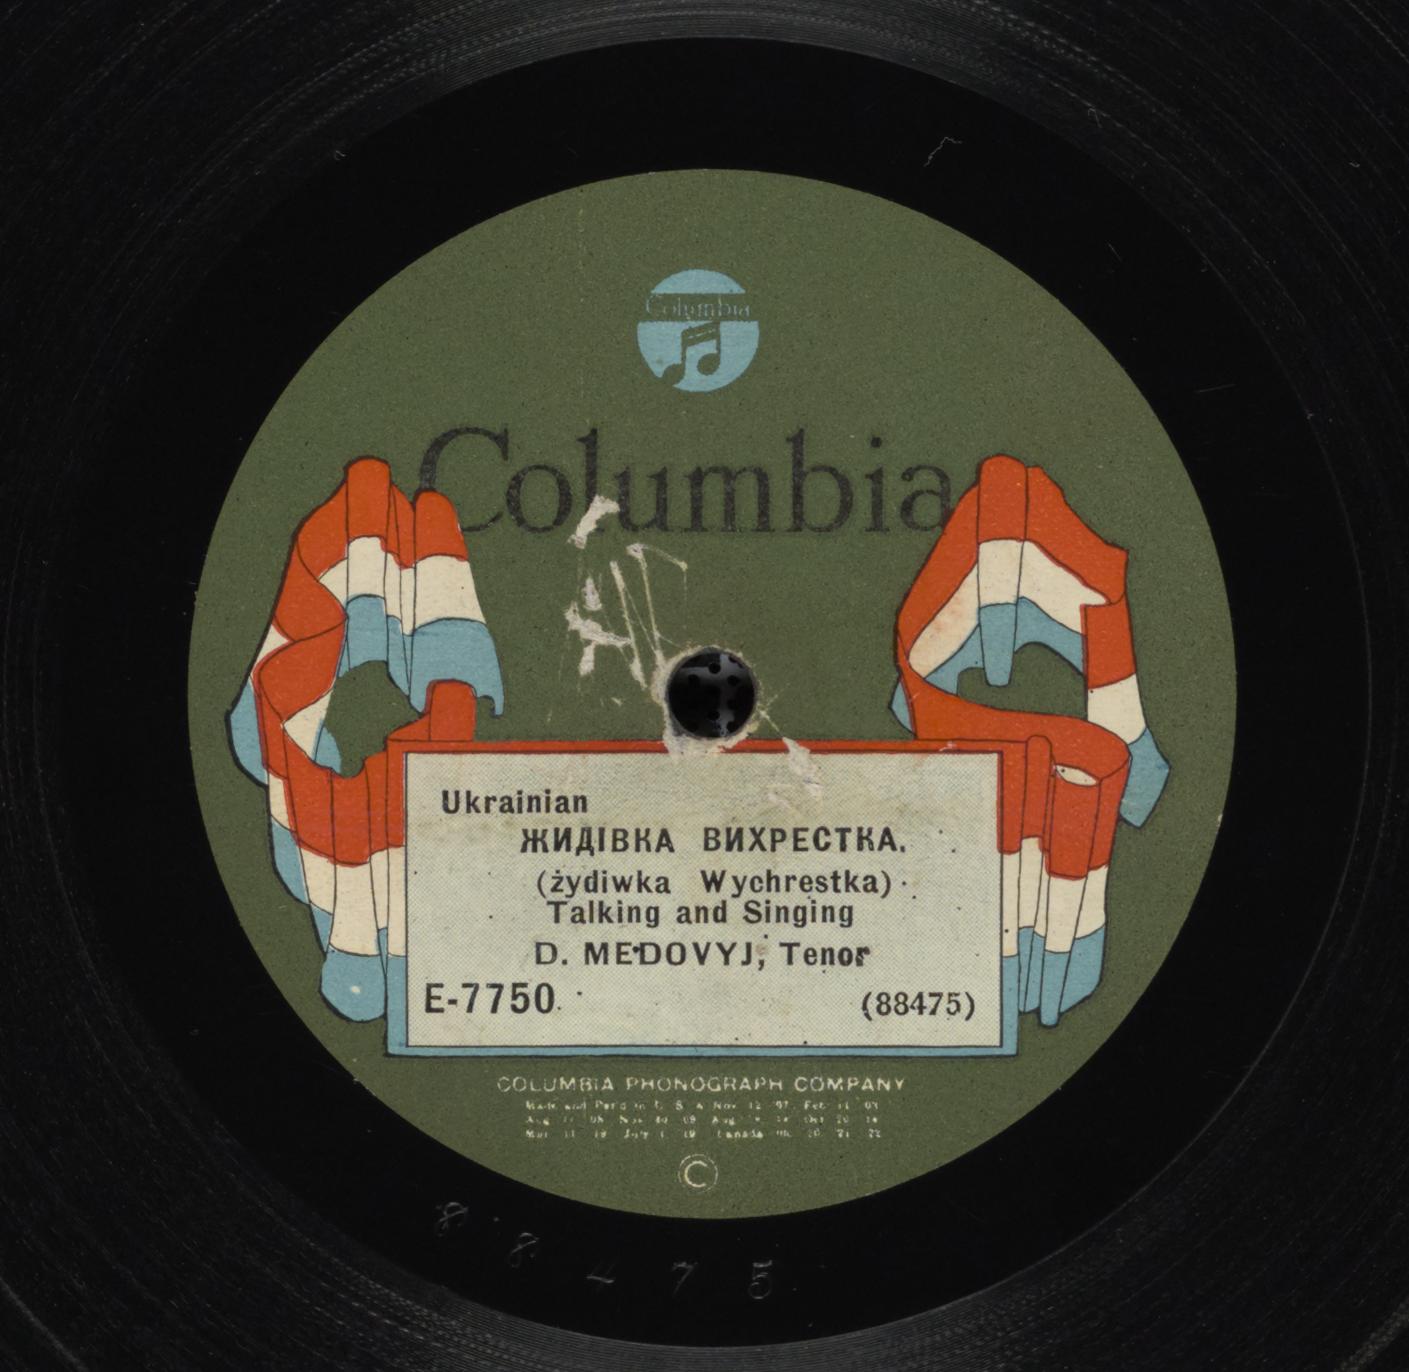 Columbia
Columbia
Ukrainian
ЖИДІВКА ВИХРЕСТКА.
(żydiwka Wychrestka)
Talking and Singing
D. MEDOVYJ, Tenor
E-7750
(88475)
COLUMBIA PHONOGRAPH COMPANY
©
88475